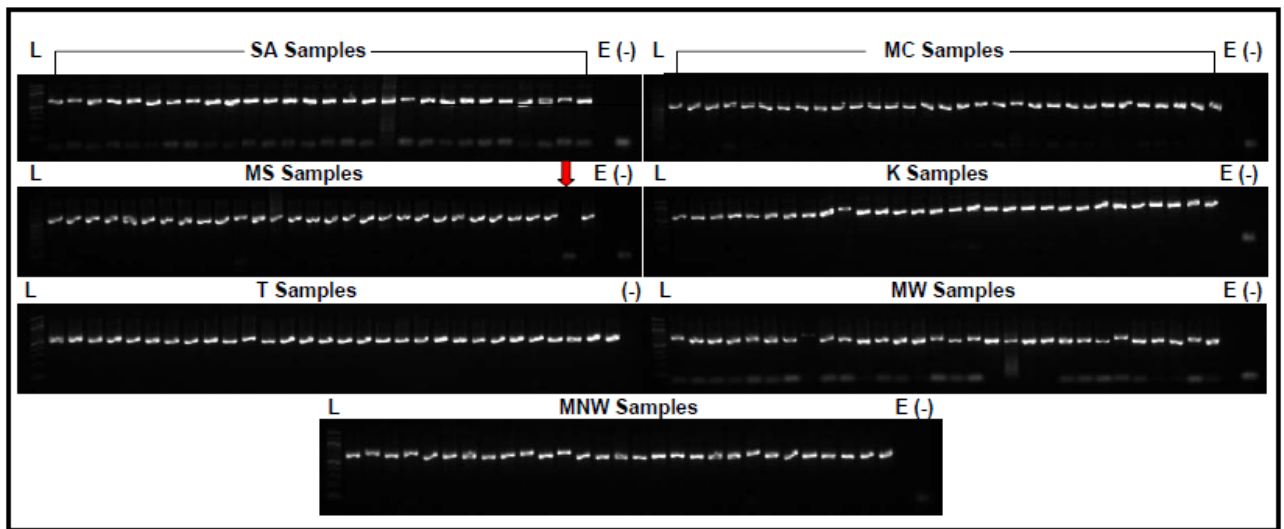 L SA Samples E (-) L MC Samples E (-)
L MS Samples E (-) L K Samples E (-)
L T Samples (-) L MW Samples E (-)
L MNW Samples E (-)